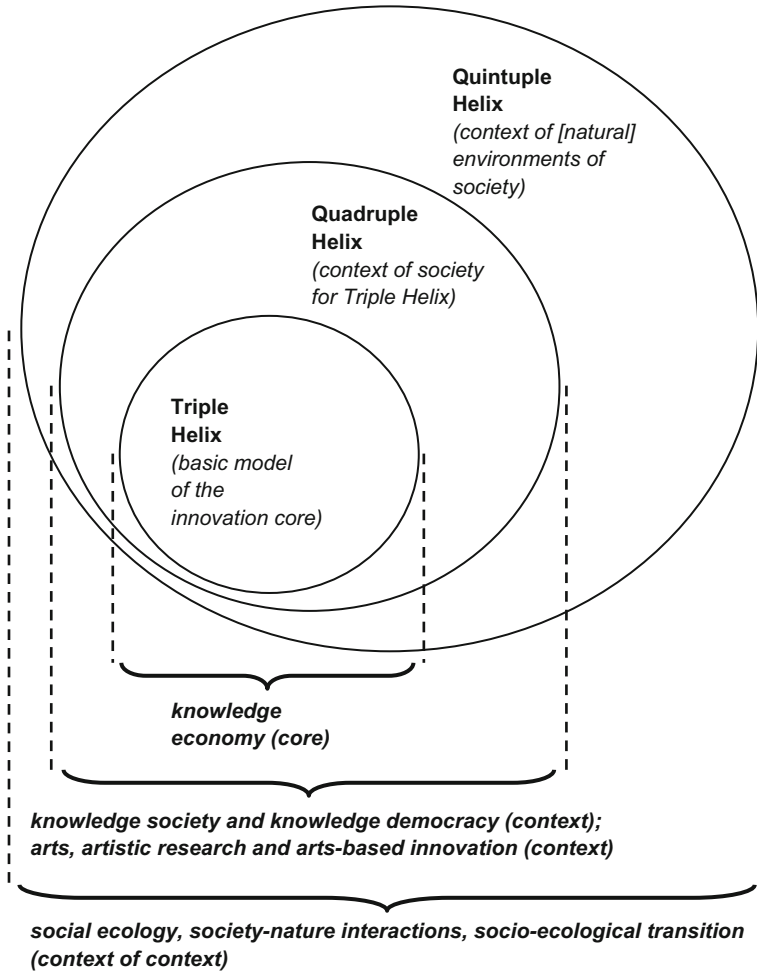 Quintuple
Helix
(context of [natural]
environments of
society)
Quadruple
Helix
(context of society
for Triple Helix)
Triple
Helix
(basic model
of the
innovation core)
knowledge
economy (core)
knowledge society and knowledge democracy (context);
arts, artistic research and arts-based innovation (context)
social ecology, society-nature interactions, socio-ecological transition
(context of context)